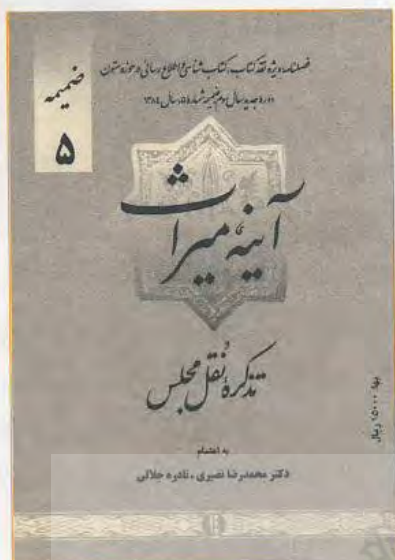 ضمیمه
۵
فصلنامه ویژه نقد کتاب، کتاب‌شناسی و اطلاع‌رسانی در حوزه متون
دوره جدید، سال سوم، ضمیمه شماره ۵، سال ۱۳۸۴
آینهٔ میراث
تذکرهٔ نُقل مجلس
به اهتمام
دکتر محمدرضا نصیری ـ نادره جلالی
بها: ۱۵۰۰۰ ریال